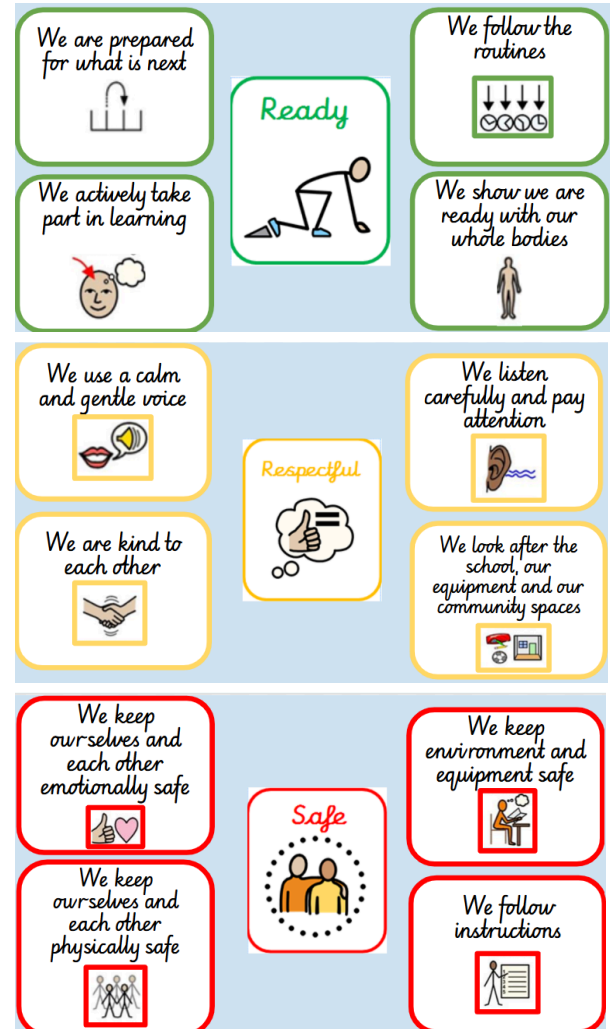 We are prepared
for what is next
Ready
We follow the
routines
We actively take
part in learning
We show we are
ready with our
whole bodies
We use a calm
and gentle voice
Respectful
We listen
carefully and pay
attention
We are kind to
each other
We look after the
school, our
equipment and our
community spaces
We keep
ourselves and
each other
emotionally safe
Safe
We keep
environment and
equipment safe
We keep
ourselves and
each other
physically safe
We follow
instructions